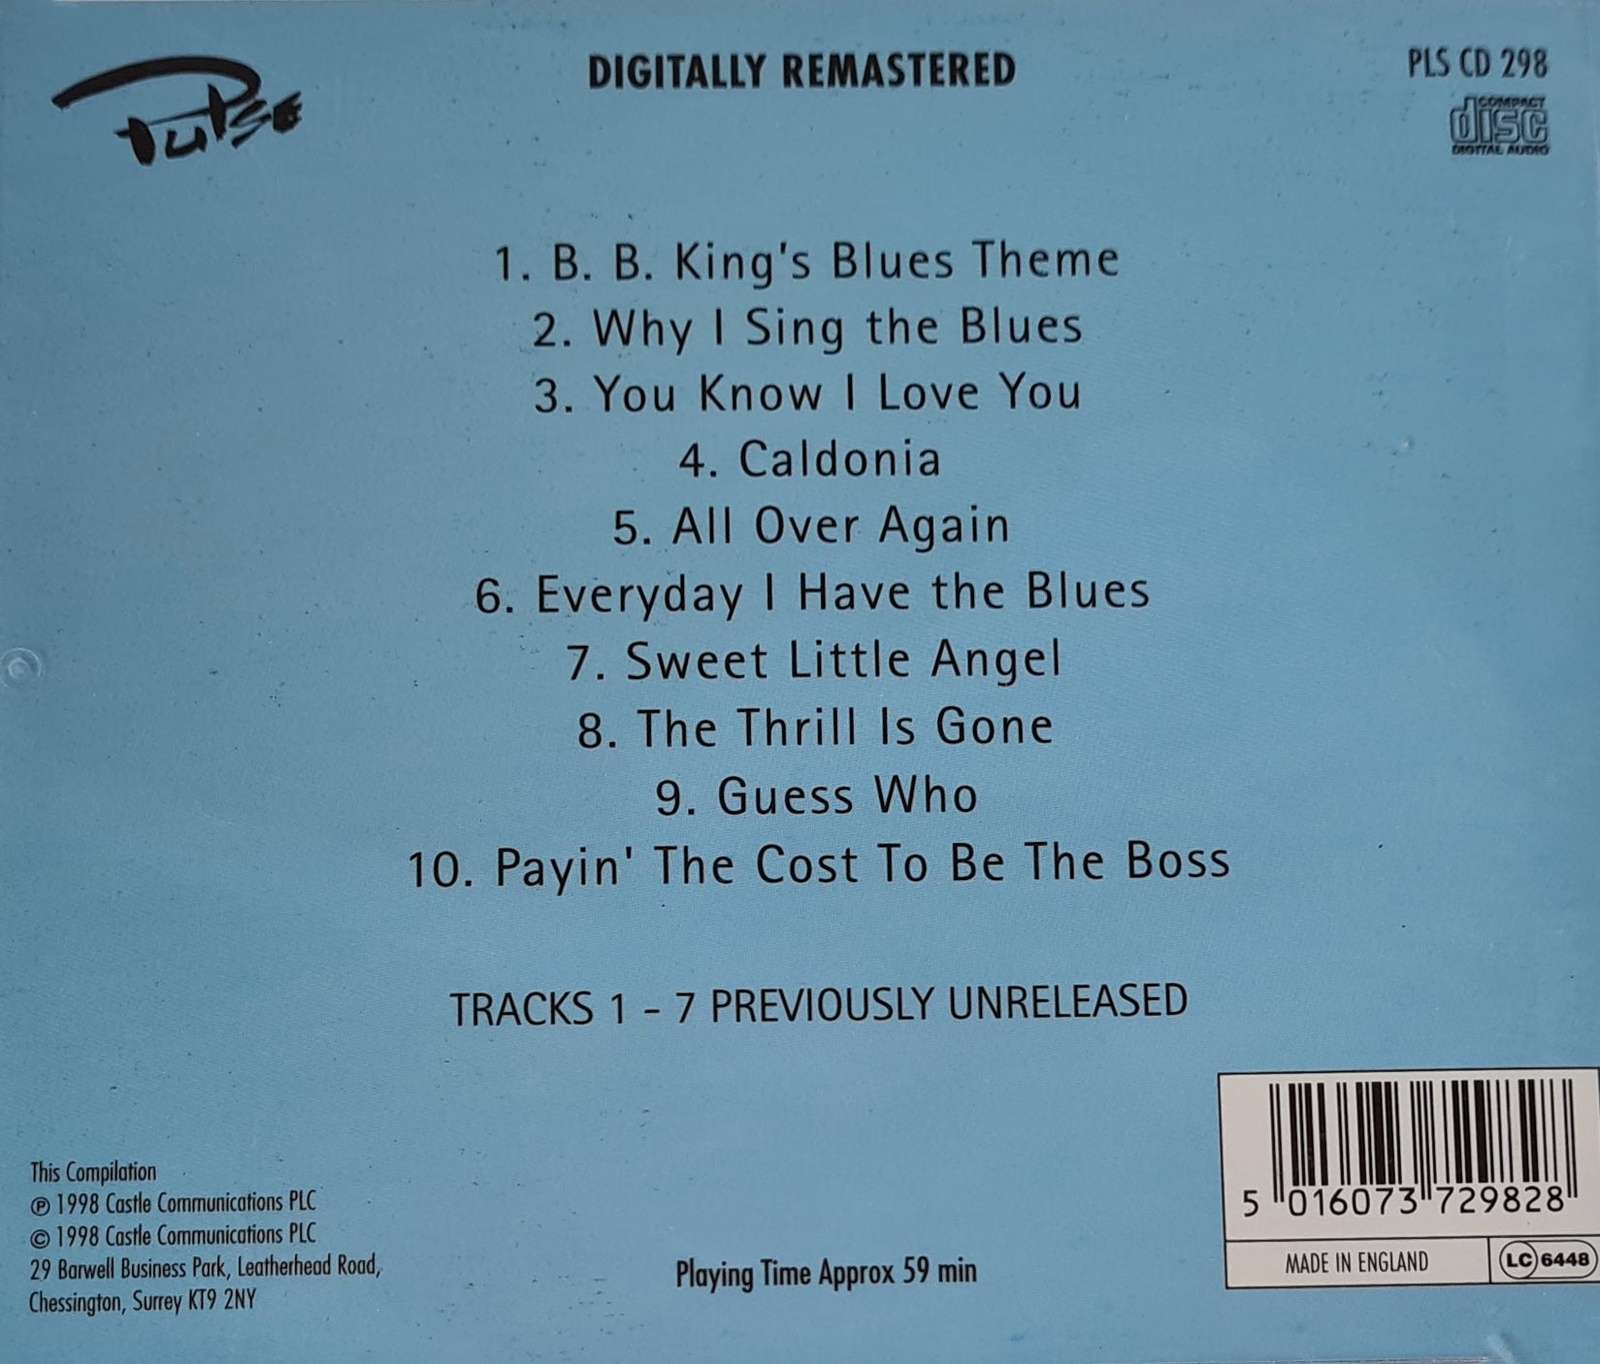 Pulse
DIGITALLY REMASTERED
PLS CD 298
COMPACT
disc
DIGITAL AUDIO
1. B. B. King's Blues Theme
2. Why I Sing the Blues
3. You Know I Love You
4. Caldonia
5. All Over Again
6. Everyday I Have the Blues
7. Sweet Little Angel
8. The Thrill Is Gone
9. Guess Who
10. Payin' The Cost To Be The Boss
TRACKS 1 - 7 PREVIOUSLY UNRELEASED
This Compilation
℗ 1998 Castle Communications PLC
© 1998 Castle Communications PLC
29 Barwell Business Park, Leatherhead Road,
Chessington, Surrey KT9 2NY
Playing Time Approx 59 min
5 016073 729828
MADE IN ENGLAND
LC 6448